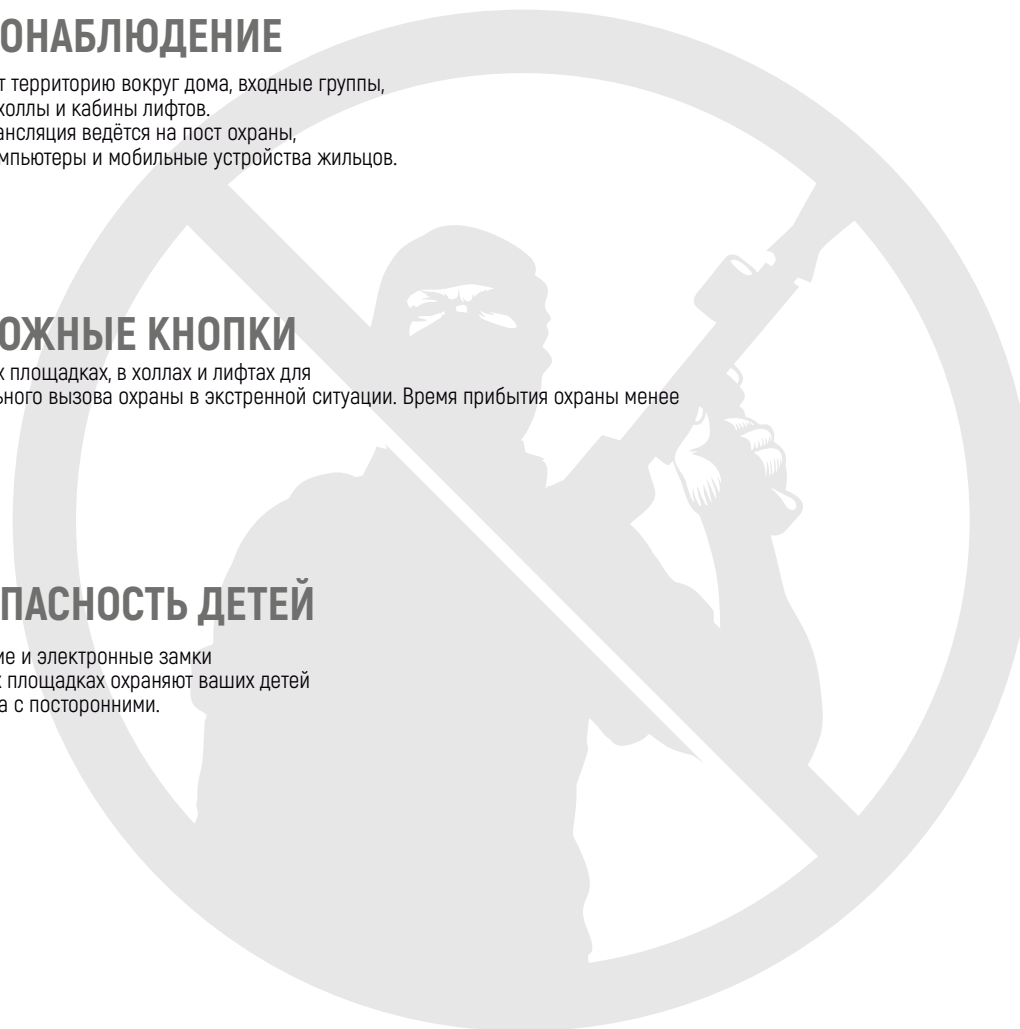 ОНАБЛЮДЕНИЕ
т территорию вокруг дома, входные группы,
холлы и кабины лифтов.
ансляция ведётся на пост охраны,
мпьютеры и мобильные устройства жильцов.
ОЖНЫЕ КНОПКИ
х площадках, в холлах и лифтах для
ьного вызова охраны в экстренной ситуации. Время прибытия охраны менее
ПАСНОСТЬ ДЕТЕЙ
ие и электронные замки
х площадках охраняют ваших детей
а с посторонними.